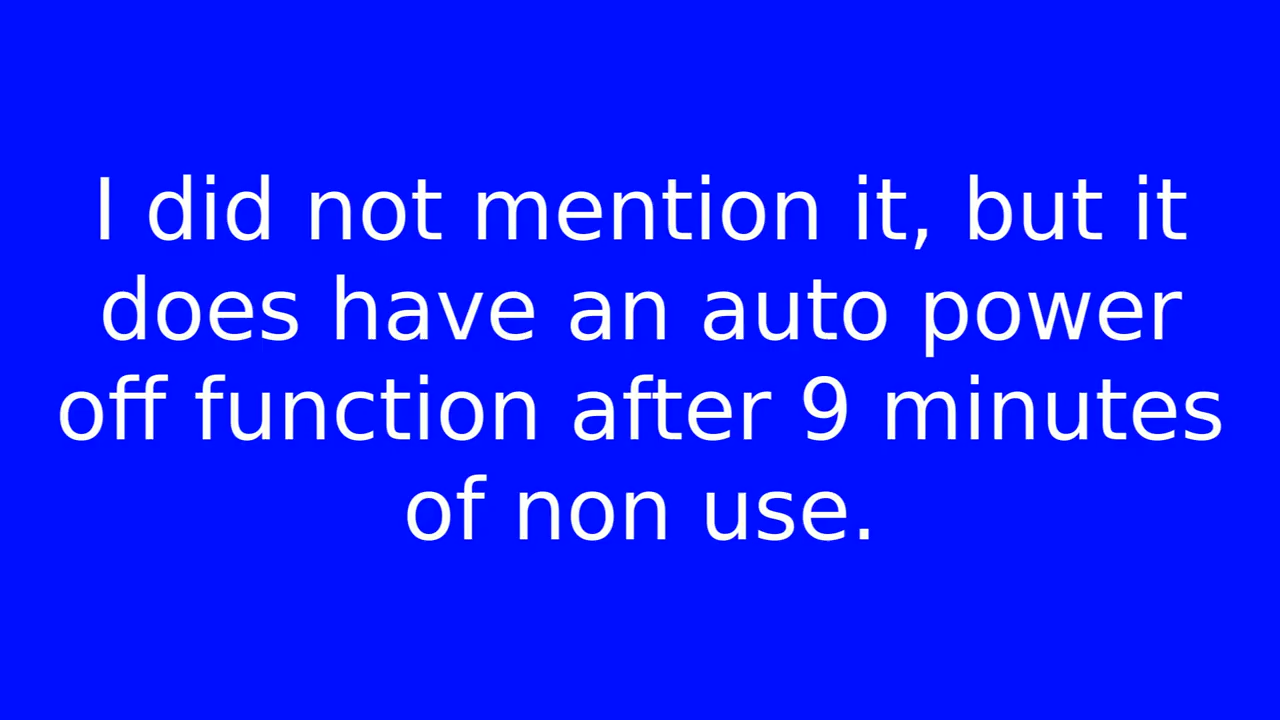 I did not mention it, but it
does have an auto power
off function after 9 minutes
of non use.